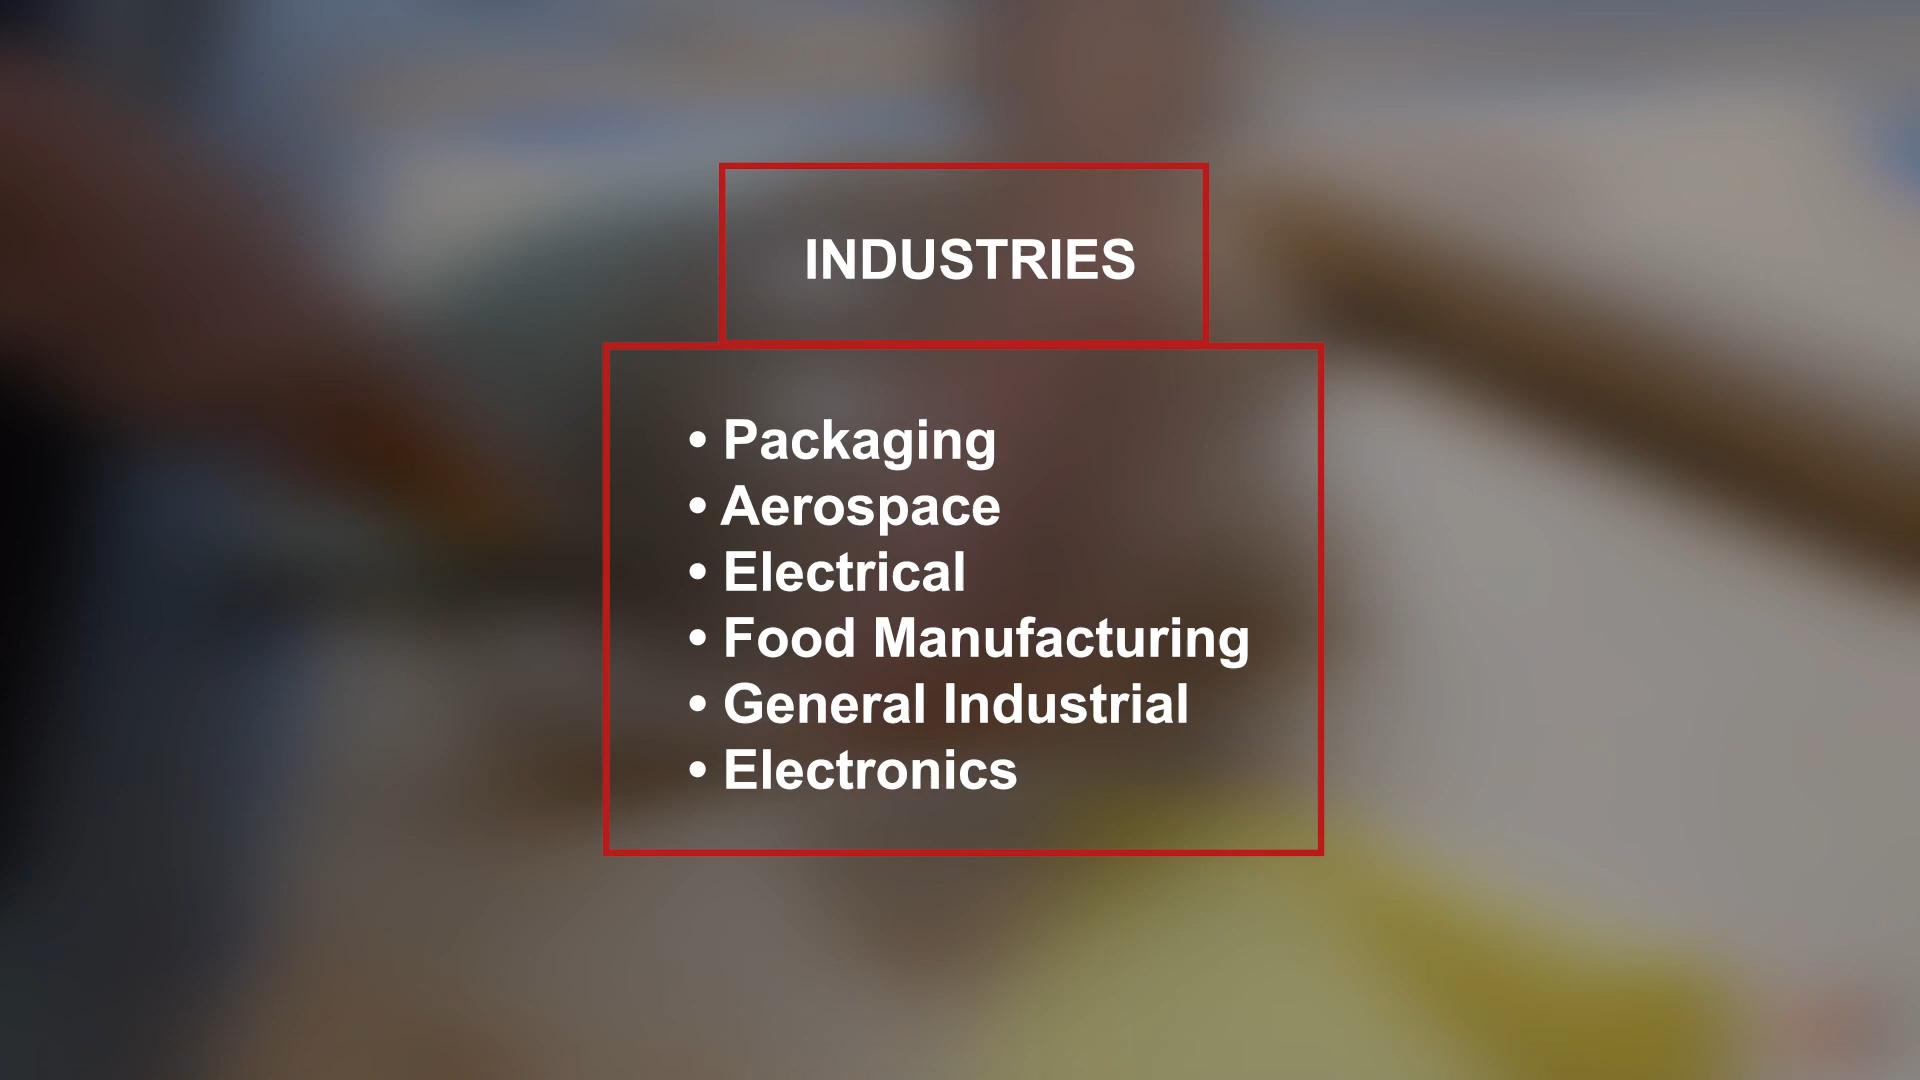 INDUSTRIES
• Packaging
• Aerospace
• Electrical
• Food Manufacturing
• General Industrial
• Electronics